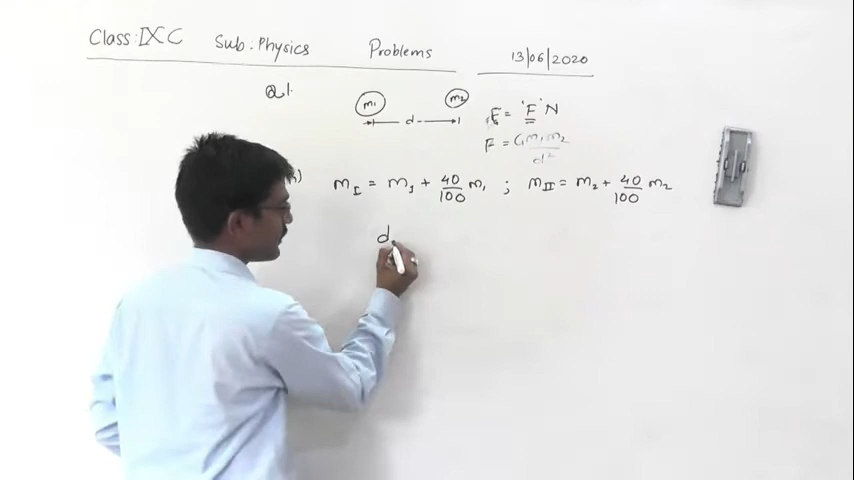 Class: IX C Sub: Physics Problems 13/06/2020
Q1.
m1 m2
d
F = 'F' N
F = Gm1m2/d²
) mI = m1 + 40/100 m1 ; mII = m2 + 40/100 m2
d